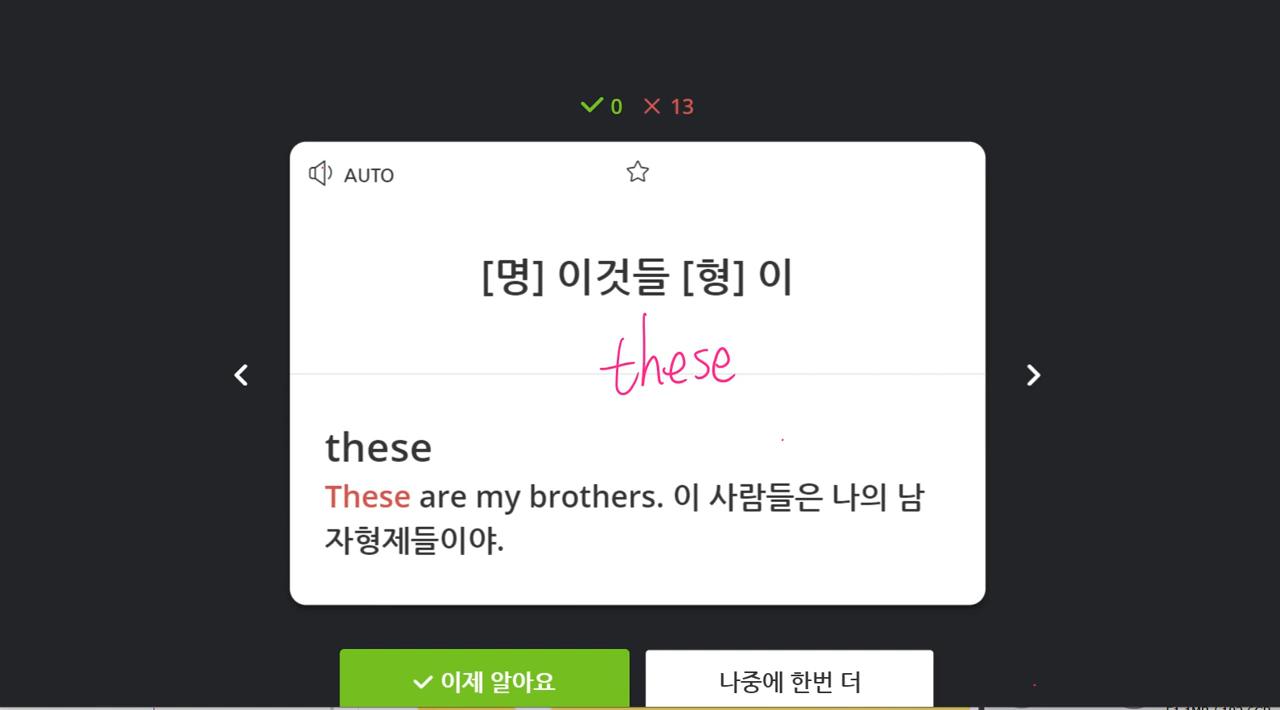 0 13
AUTO
[명] 이것들 [형] 이
these
these
These are my brothers. 이 사람들은 나의 남
자형제들이야.
이제 알아요
나중에 한번 더